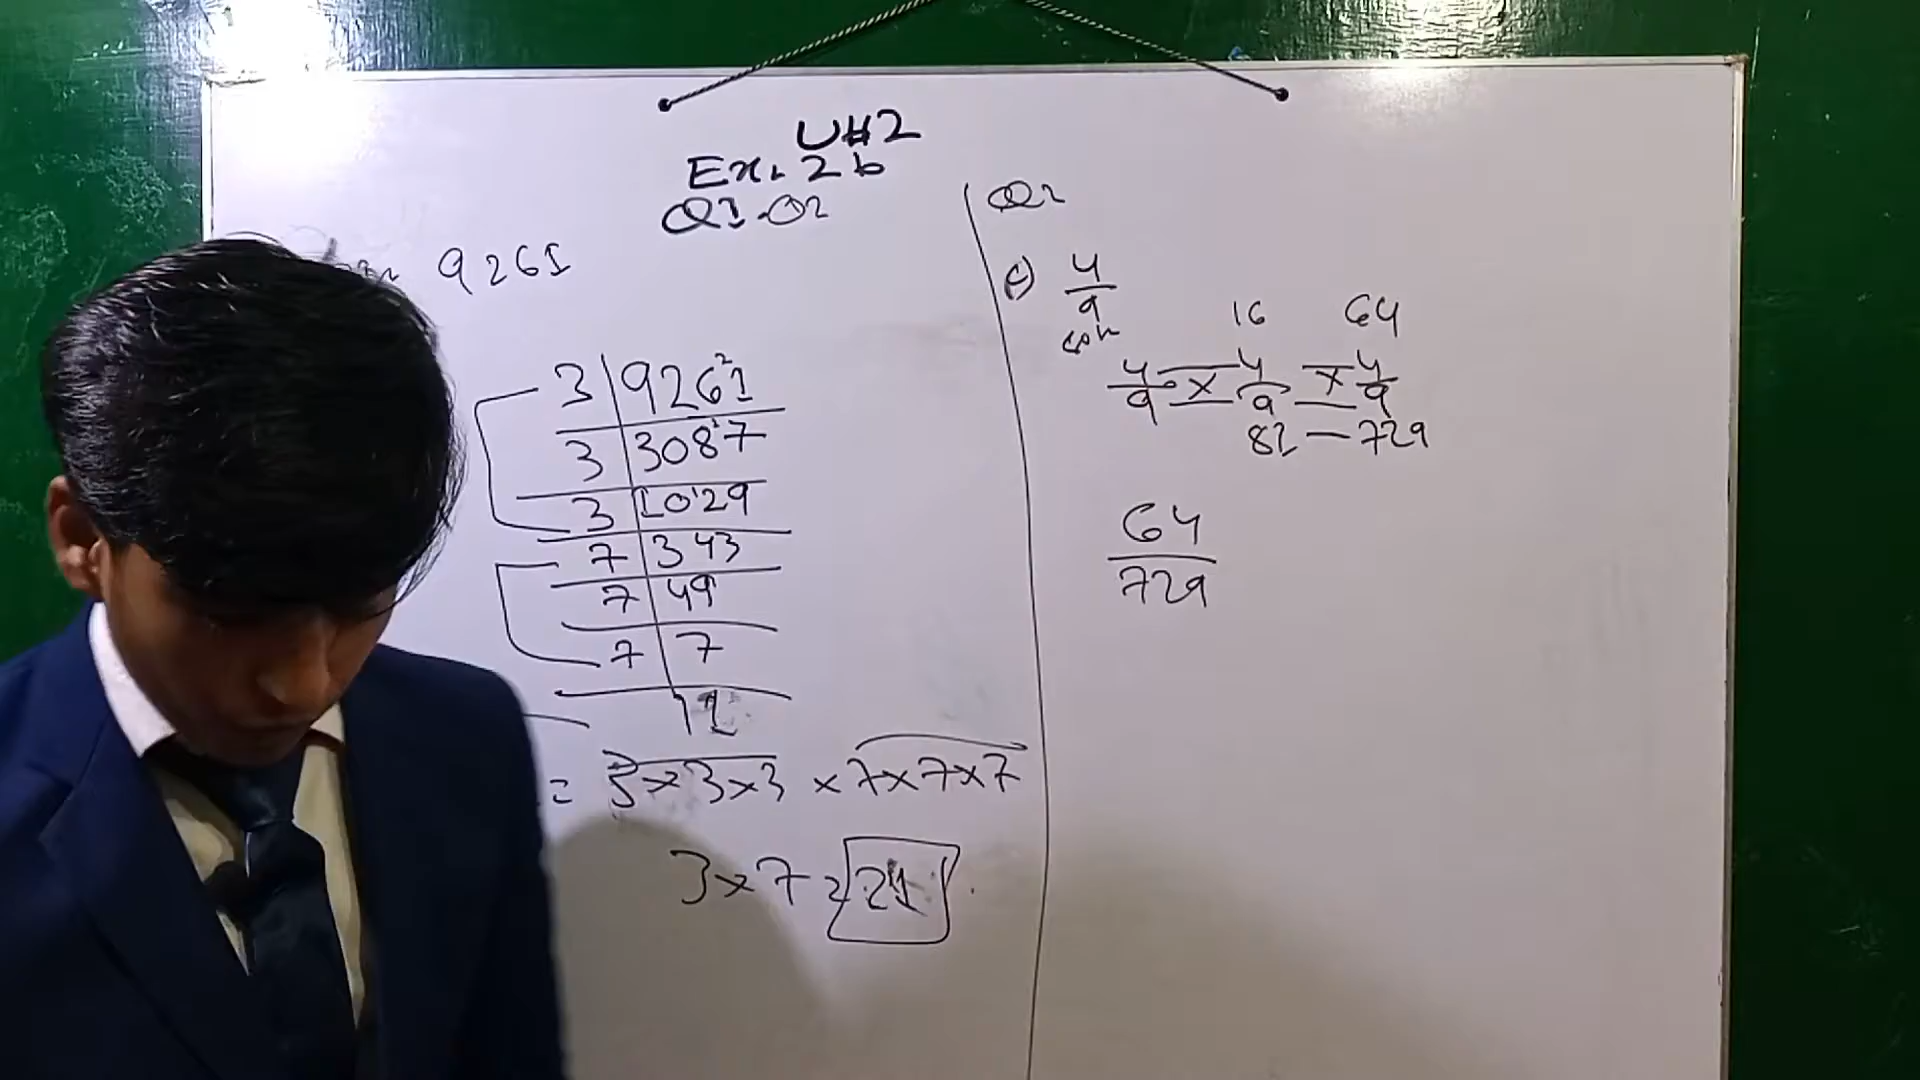 U#2
Ex. 2b
Q1.Q2
9261
3|9261
3|3087
3|1029
7|343
7|49
7|7
1
= 3×3×3 × 7×7×7
3×7=21
Q2
4/9
Soln
16 64
4/9 × 4/9 × 4/9
81 — 729
64/729